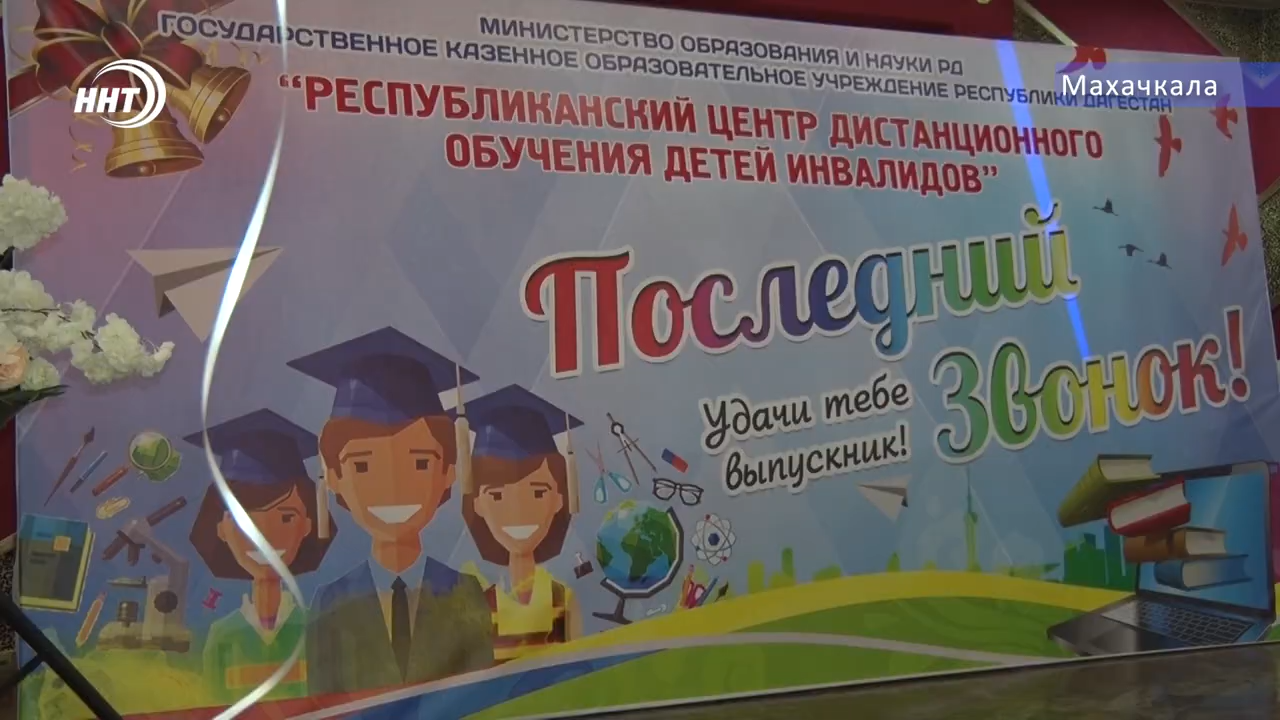 МИНИСТЕРСТВО ОБРАЗОВАНИЯ И НАУКИ РД
ГОСУДАРСТВЕННОЕ КАЗЕННОЕ ОБРАЗОВАТЕЛЬНОЕ УЧРЕЖДЕНИЕ РЕСПУБЛИКИ ДАГЕСТАН
ННТ
Махачкала
“РЕСПУБЛИКАНСКИЙ ЦЕНТР ДИСТАНЦИОННОГО
ОБУЧЕНИЯ ДЕТЕЙ ИНВАЛИДОВ”
Последний
Звонок!
Удачи тебе
выпускник!